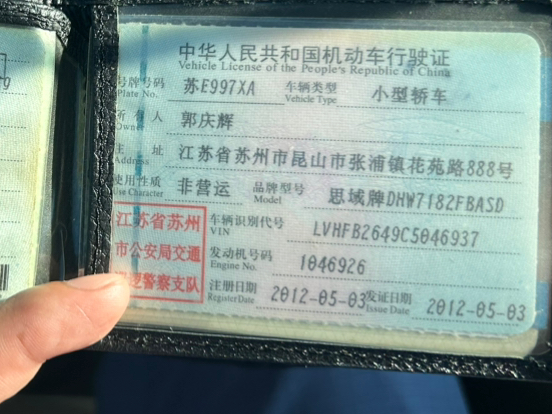 中华人民共和国机动车行驶证
Vehicle License of the People's Republic of China
号牌号码 苏E997XA 车辆类型 小型轿车
Plate No. Vehicle Type
所有人 郭庆辉
Owner
住址 江苏省苏州市昆山市张浦镇花苑路888号
Address
使用性质 非营运 品牌型号 思域牌DHW7182FBASD
Use Character Model
江苏省苏州
市公安局交通
警察支队
车辆识别代号 LVHFB2649C5046937
VIN
发动机号码 1046926
Engine No.
注册日期 2012-05-03 发证日期 2012-05-03
Register Date Issue Date